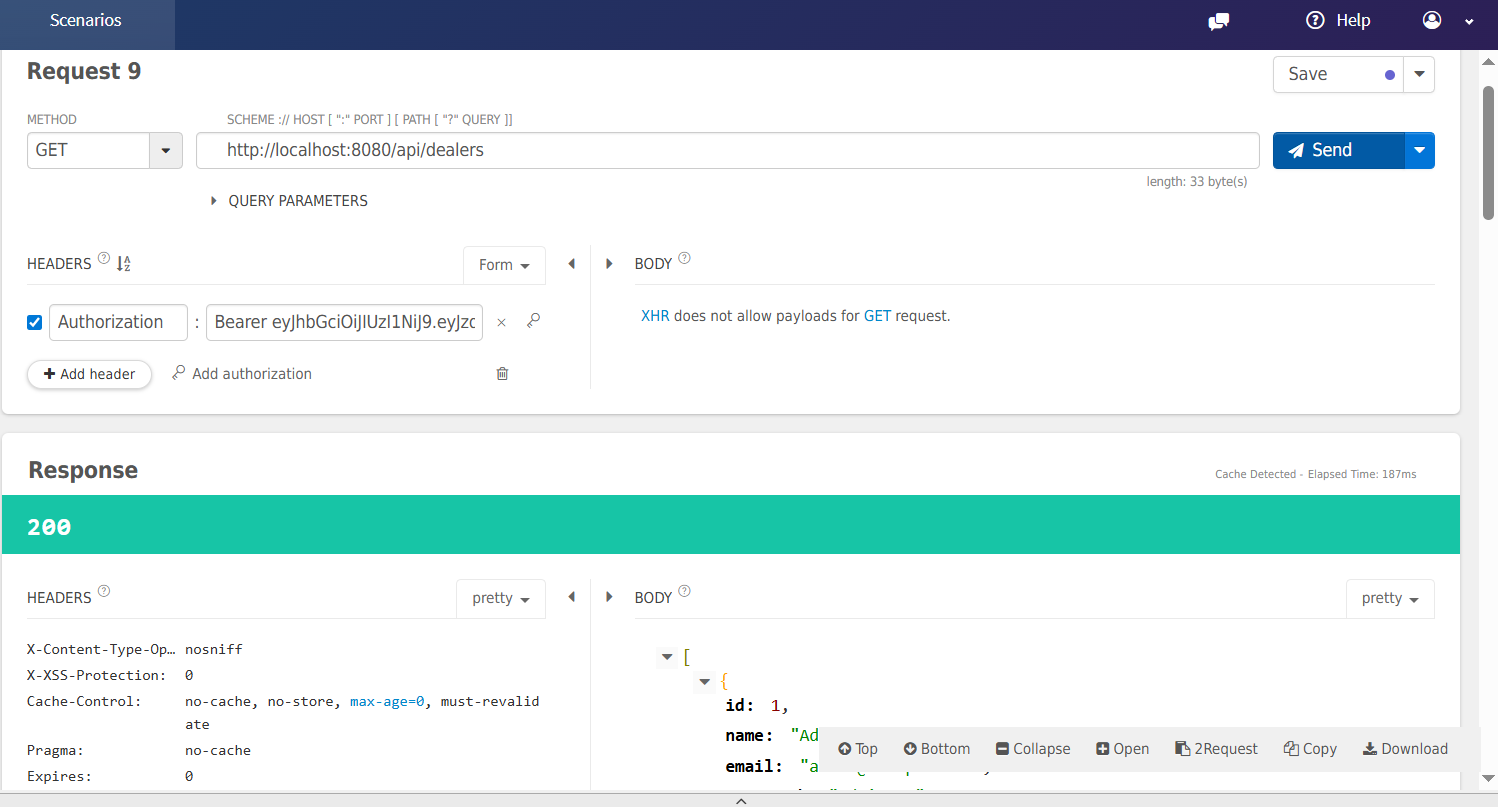 Scenarios
Help
Request 9
Save
METHOD
SCHEME :// HOST [ ":" PORT ] [ PATH [ "?" QUERY ]]
GET
http://localhost:8080/api/dealers
Send
length: 33 byte(s)
QUERY PARAMETERS
HEADERS
Form
BODY
Authorization : Bearer eyJhbGciOiJIUzI1NiJ9.eyJzc
XHR does not allow payloads for GET request.
Add header
Add authorization
Response
Cache Detected - Elapsed Time: 187ms
200
HEADERS
pretty
BODY
pretty
X-Content-Type-Op… nosniff
X-XSS-Protection: 0
Cache-Control: no-cache, no-store, max-age=0, must-revalid
ate
Pragma: no-cache
Expires: 0
[
{
id: 1,
name: "Ad
email: "a
Top
Bottom
Collapse
Open
2Request
Copy
Download